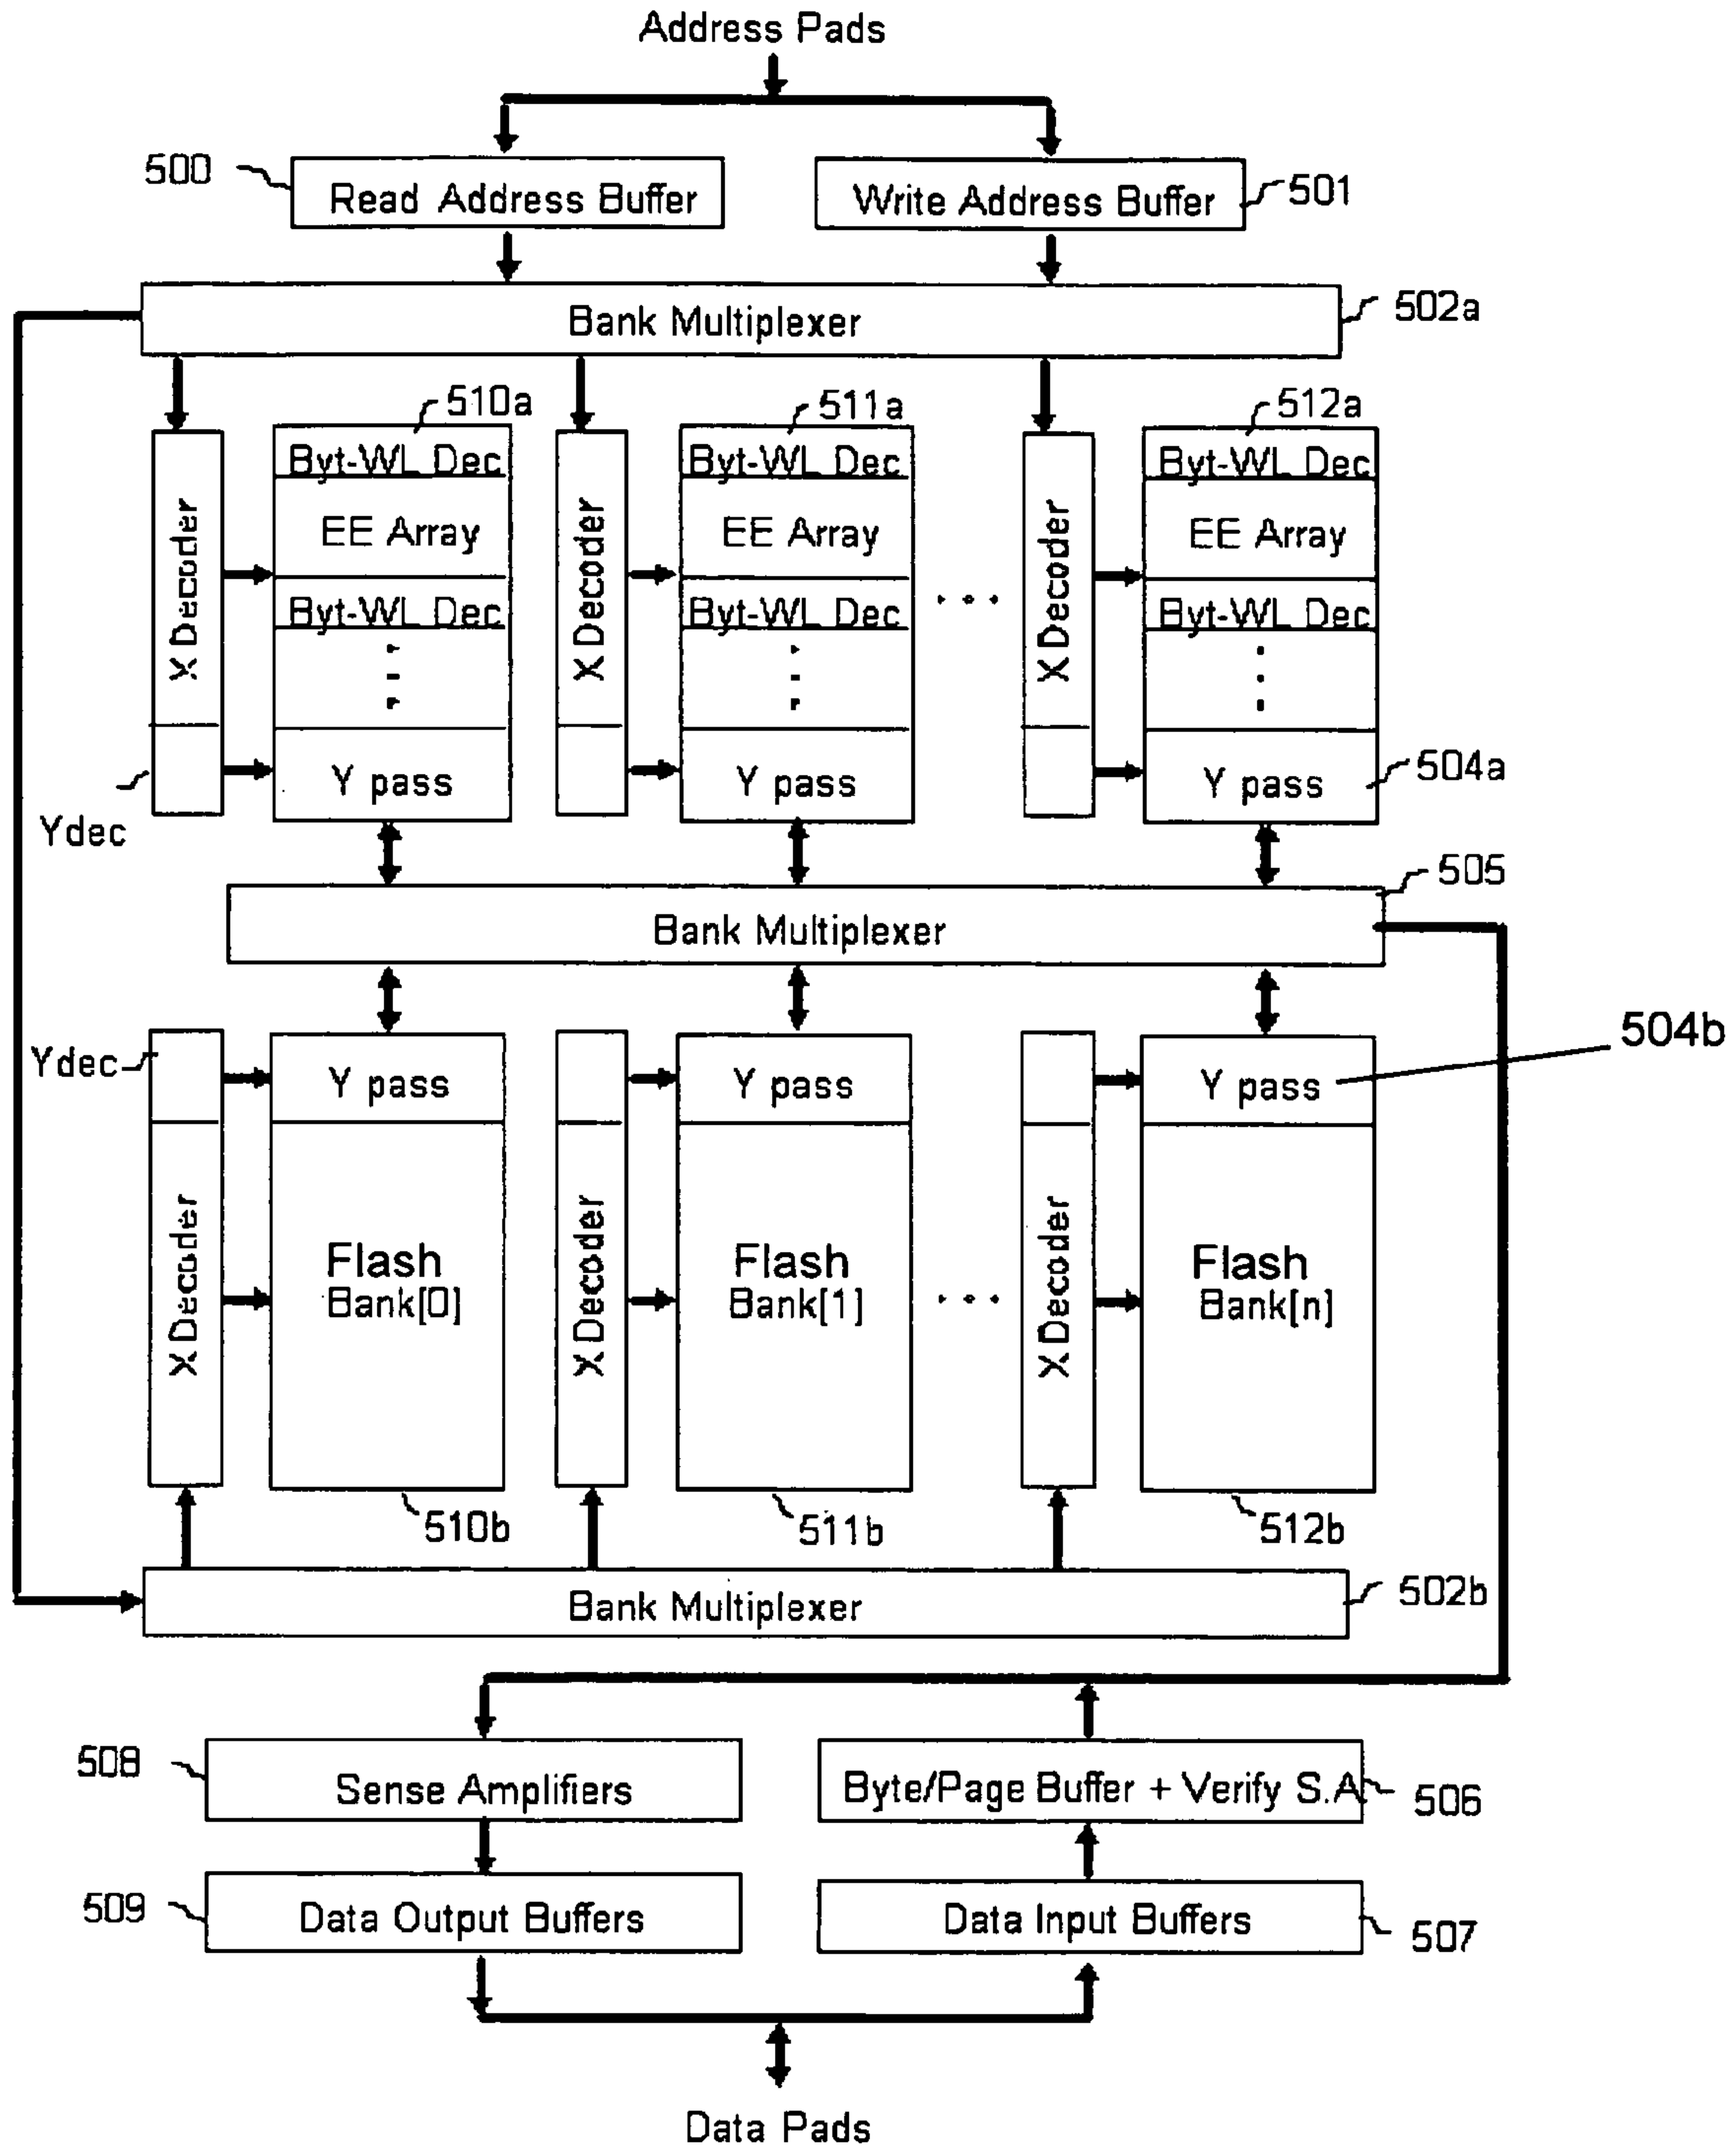 Address Pads
500
Read Address Buffer
Write Address Buffer
501
Bank Multiplexer
502a
510a
511a
512a
X Decoder
Byt-WL Dec
EE Array
Byt-WL Dec
Y pass
X Decoder
Byt-WL Dec
EE Array
Byt-WL Dec
Y pass
X Decoder
Byt-WL Dec
EE Array
Byt-WL Dec
Y pass
504a
Ydec
505
Bank Multiplexer
Ydec
Y pass
Y pass
Y pass
504b
X Decoder
Flash
Bank[0]
X Decoder
Flash
Bank[1]
X Decoder
Flash
Bank[n]
510b
511b
512b
Bank Multiplexer
502b
508
Sense Amplifiers
Byte/Page Buffer + Verify S.A
506
509
Data Output Buffers
Data Input Buffers
507
Data Pads